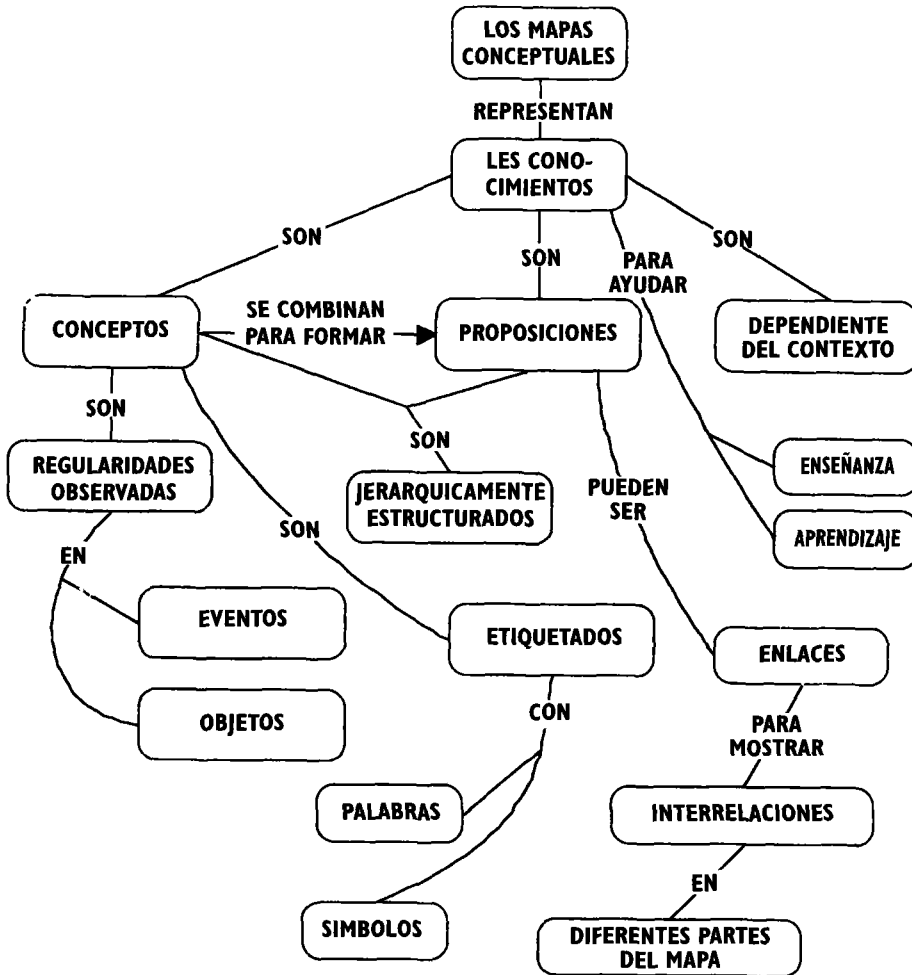 LOS MAPAS
CONCEPTUALES
REPRESENTAN
LES CONO-
CIMIENTOS
SON
SON
PARA
AYUDAR
SON
CONCEPTOS
SE COMBINAN
PARA FORMAR
PROPOSICIONES
DEPENDIENTE
DEL CONTEXTO
SON
REGULARIDADES
OBSERVADAS
SON
JERARQUICAMENTE
ESTRUCTURADOS
PUEDEN
SER
ENSEÑANZA
APRENDIZAJE
SON
EN
EVENTOS
OBJETOS
ETIQUETADOS
CON
PALABRAS
SIMBOLOS
ENLACES
PARA
MOSTRAR
INTERRELACIONES
EN
DIFERENTES PARTES
DEL MAPA